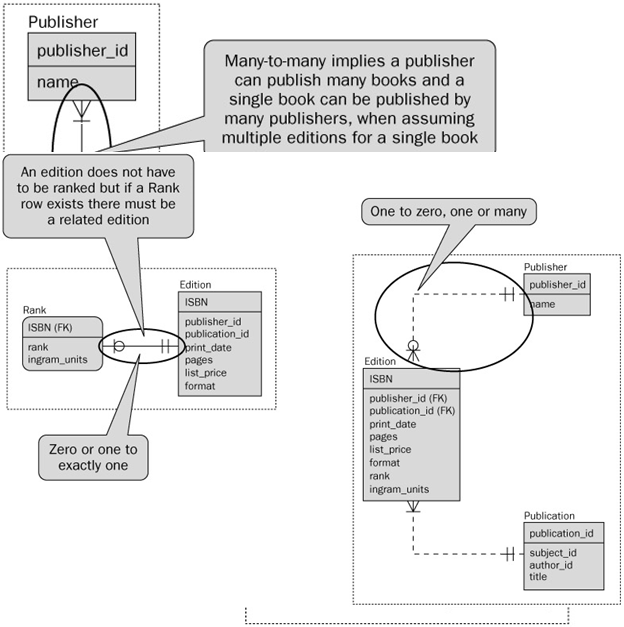 Publisher
publisher_id
name
Many-to-many implies a publisher
can publish many books and a
single book can be published by
many publishers, when assuming
multiple editions for a single book
An edition does not have
to be ranked but if a Rank
row exists there must be
a related edition
Rank
ISBN (FK)
rank
ingram_units
Edition
ISBN
publisher_id
publication_id
print_date
pages
list_price
format
Zero or one to
exactly one
One to zero, one or many
Publisher
publisher_id
name
Edition
ISBN
publisher_id (FK)
publication_id (FK)
print_date
pages
list_price
format
rank
ingram_units
Publication
publication_id
subject_id
author_id
title